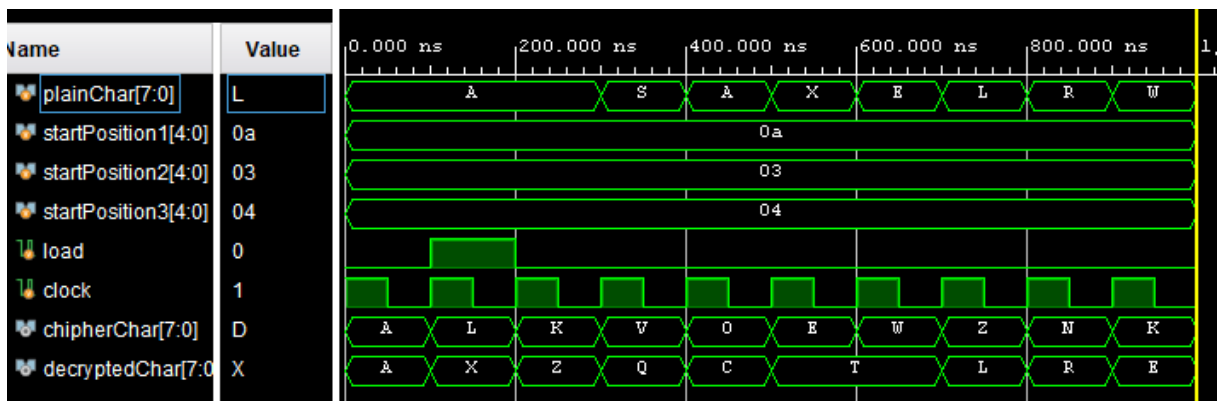 Name Value 0.000 ns 200.000 ns 400.000 ns 600.000 ns 800.000 ns 1,
plainChar[7:0] L A S A X E L R W
startPosition1[4:0] 0a 0a
startPosition2[4:0] 03 03
startPosition3[4:0] 04 04
load 0
clock 1
chipherChar[7:0] D A L K V O E W Z N K
decryptedChar[7:0 X A X Z Q C T L R E